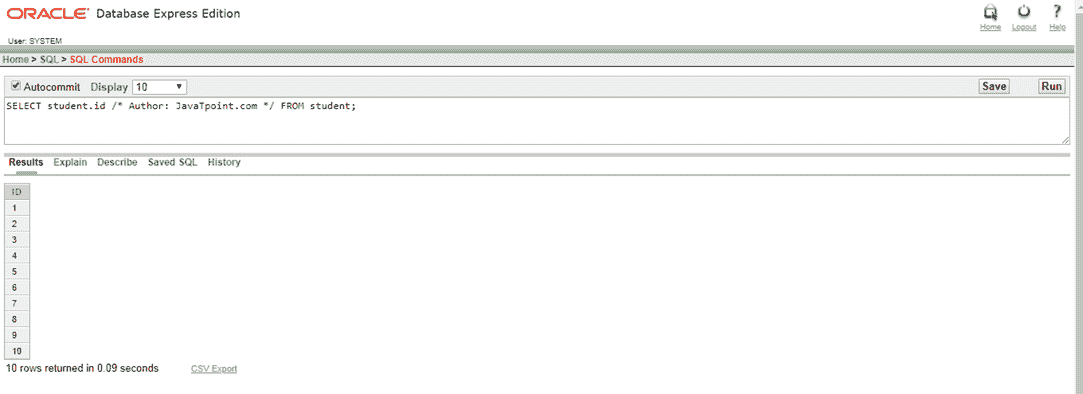 ORACLE Database Express Edition
Home Logout Help
User: SYSTEM
Home > SQL > SQL Commands
Autocommit Display 10 Save Run
SELECT student.id /* Author: JavaTpoint.com */ FROM student;
Results Explain Describe Saved SQL History
ID
1
2
3
4
5
6
7
8
9
10
10 rows returned in 0.09 seconds CSV Export